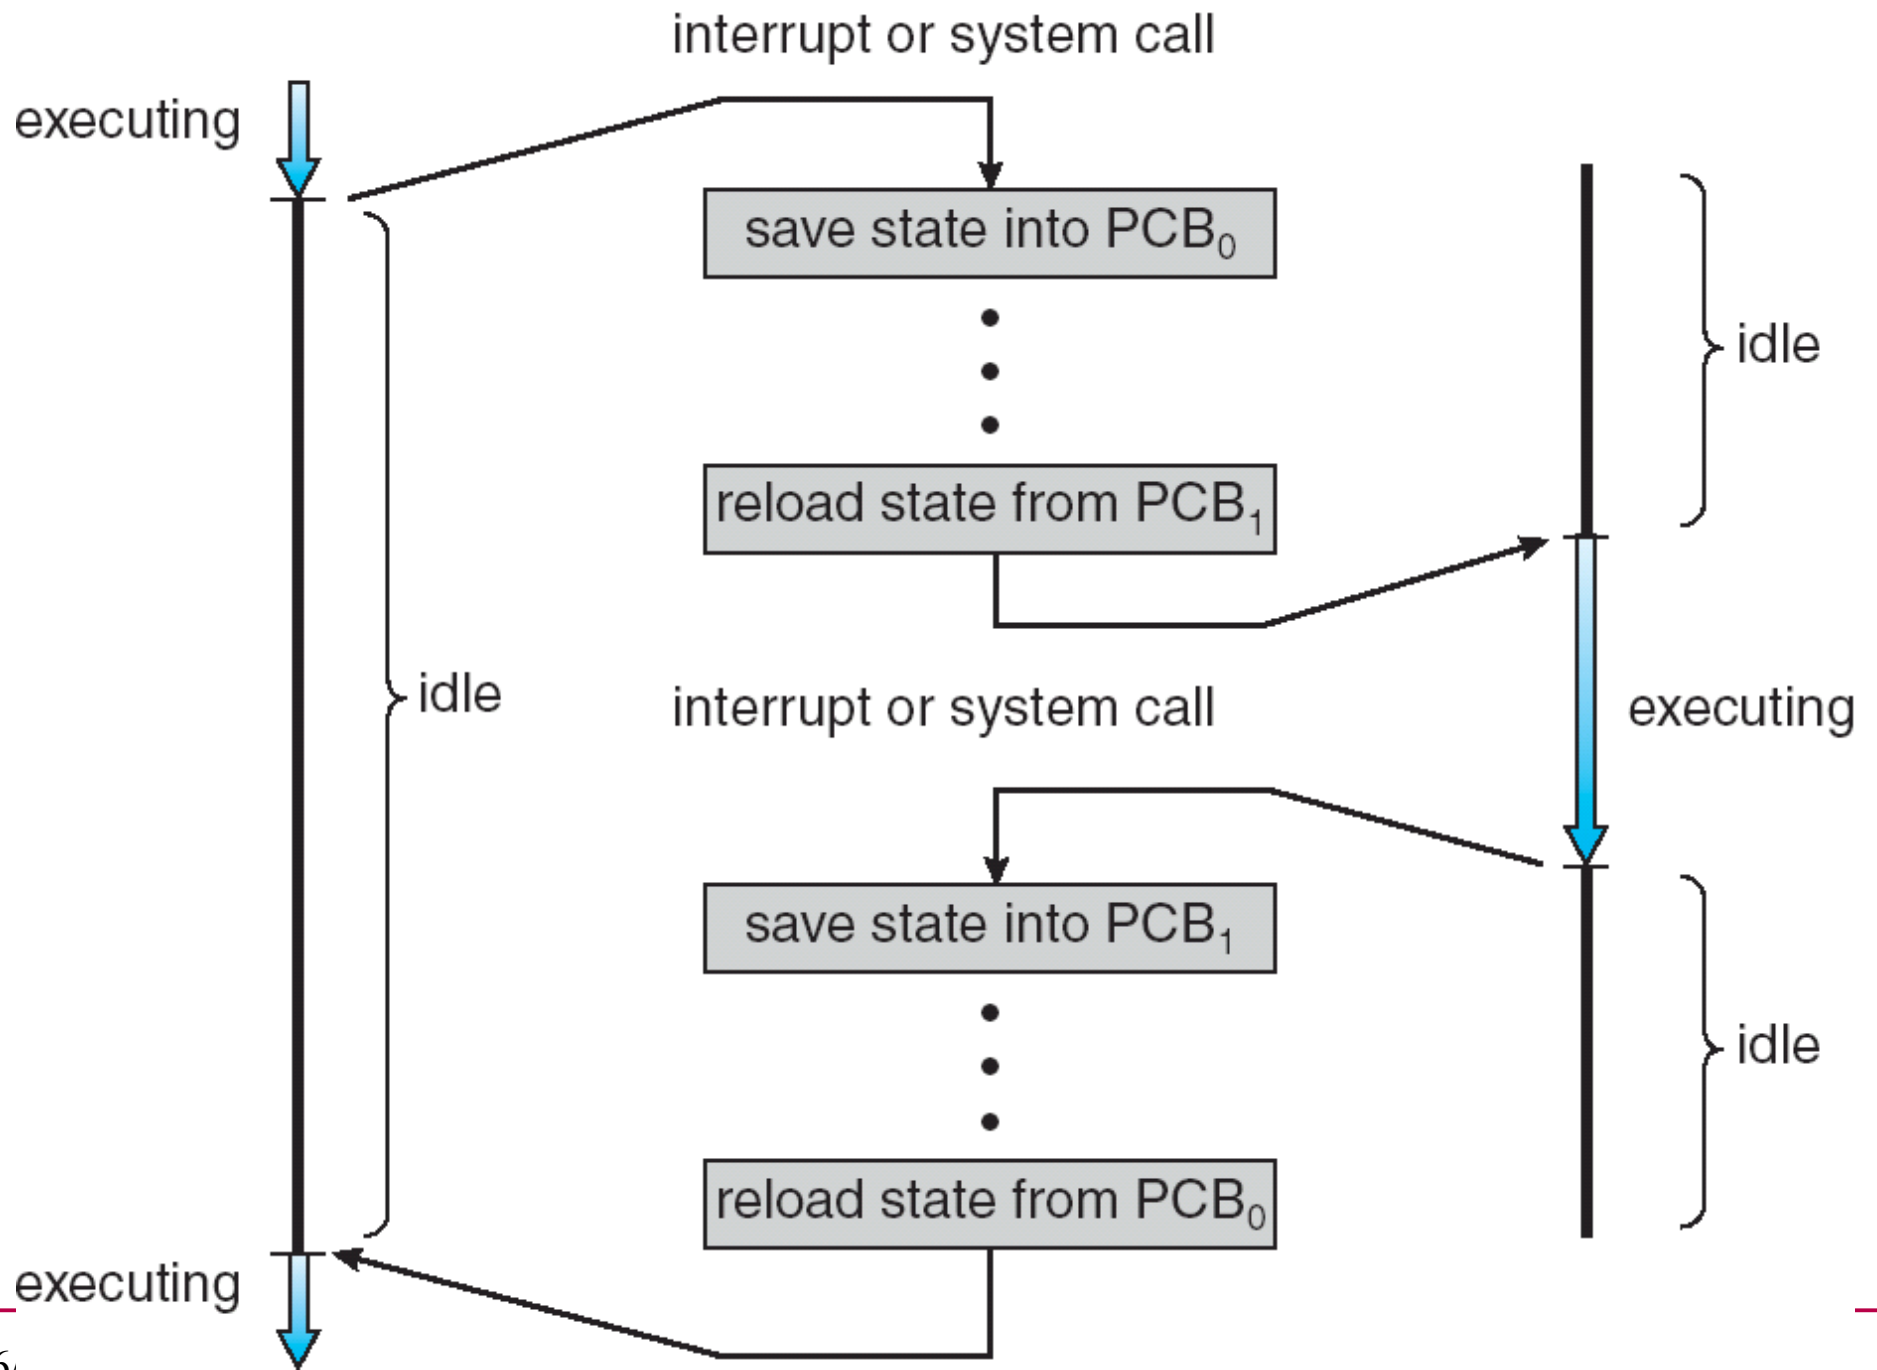 interrupt or system call
executing
save state into PCB₀
idle
reload state from PCB₁
idle
interrupt or system call
executing
save state into PCB₁
idle
reload state from PCB₀
executing